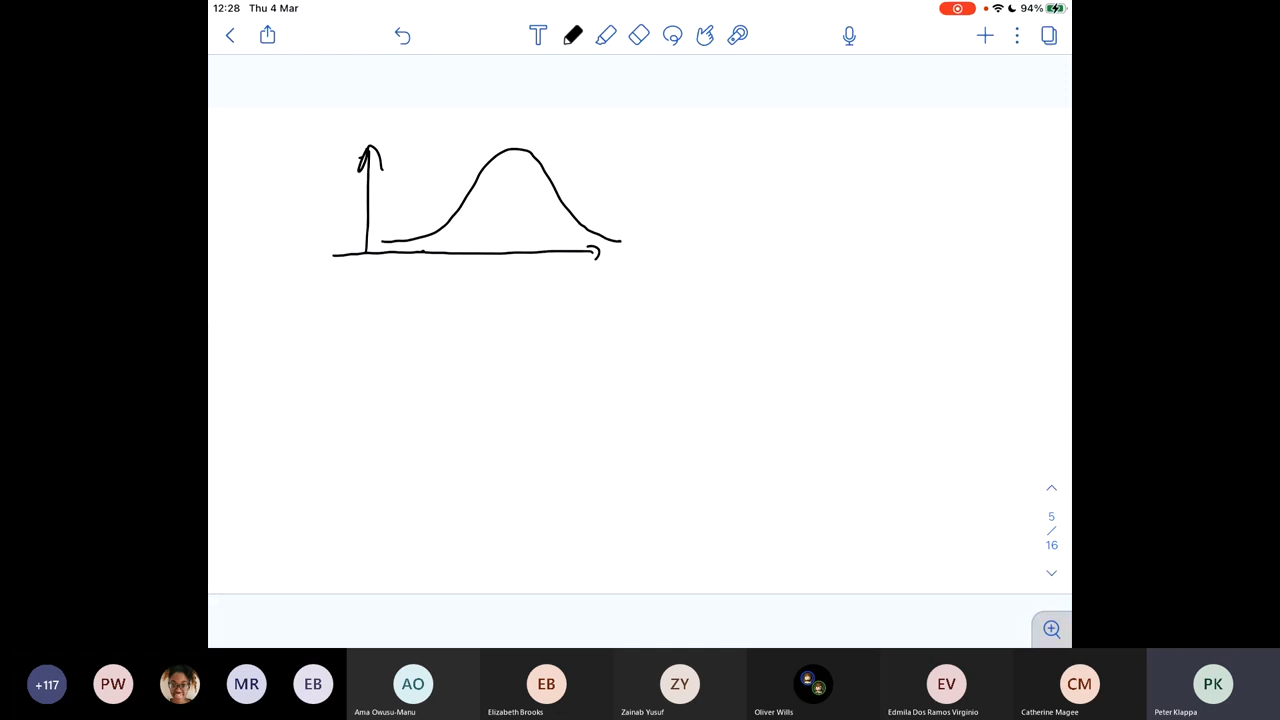 12:28 Thu 4 Mar
94%
T
5
/
16
+117
PW
MR
EB
AO
EB
ZY
EV
CM
PK
Ama Owusu-Manu
Elizabeth Brooks
Zainab Yusuf
Oliver Wills
Edmila Dos Ramos Virginio
Catherine Magee
Peter Klappa